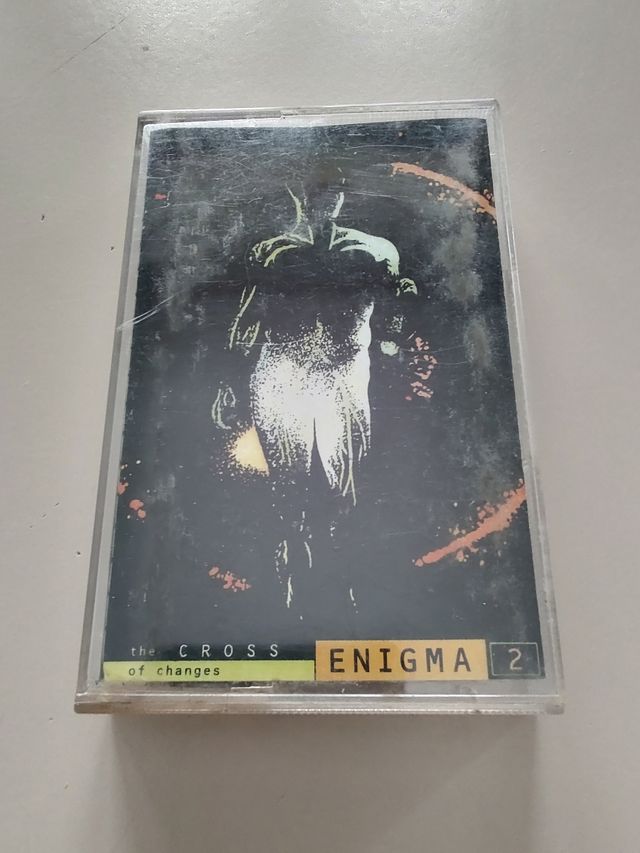 the CROSS
of changes
ENIGMA 2